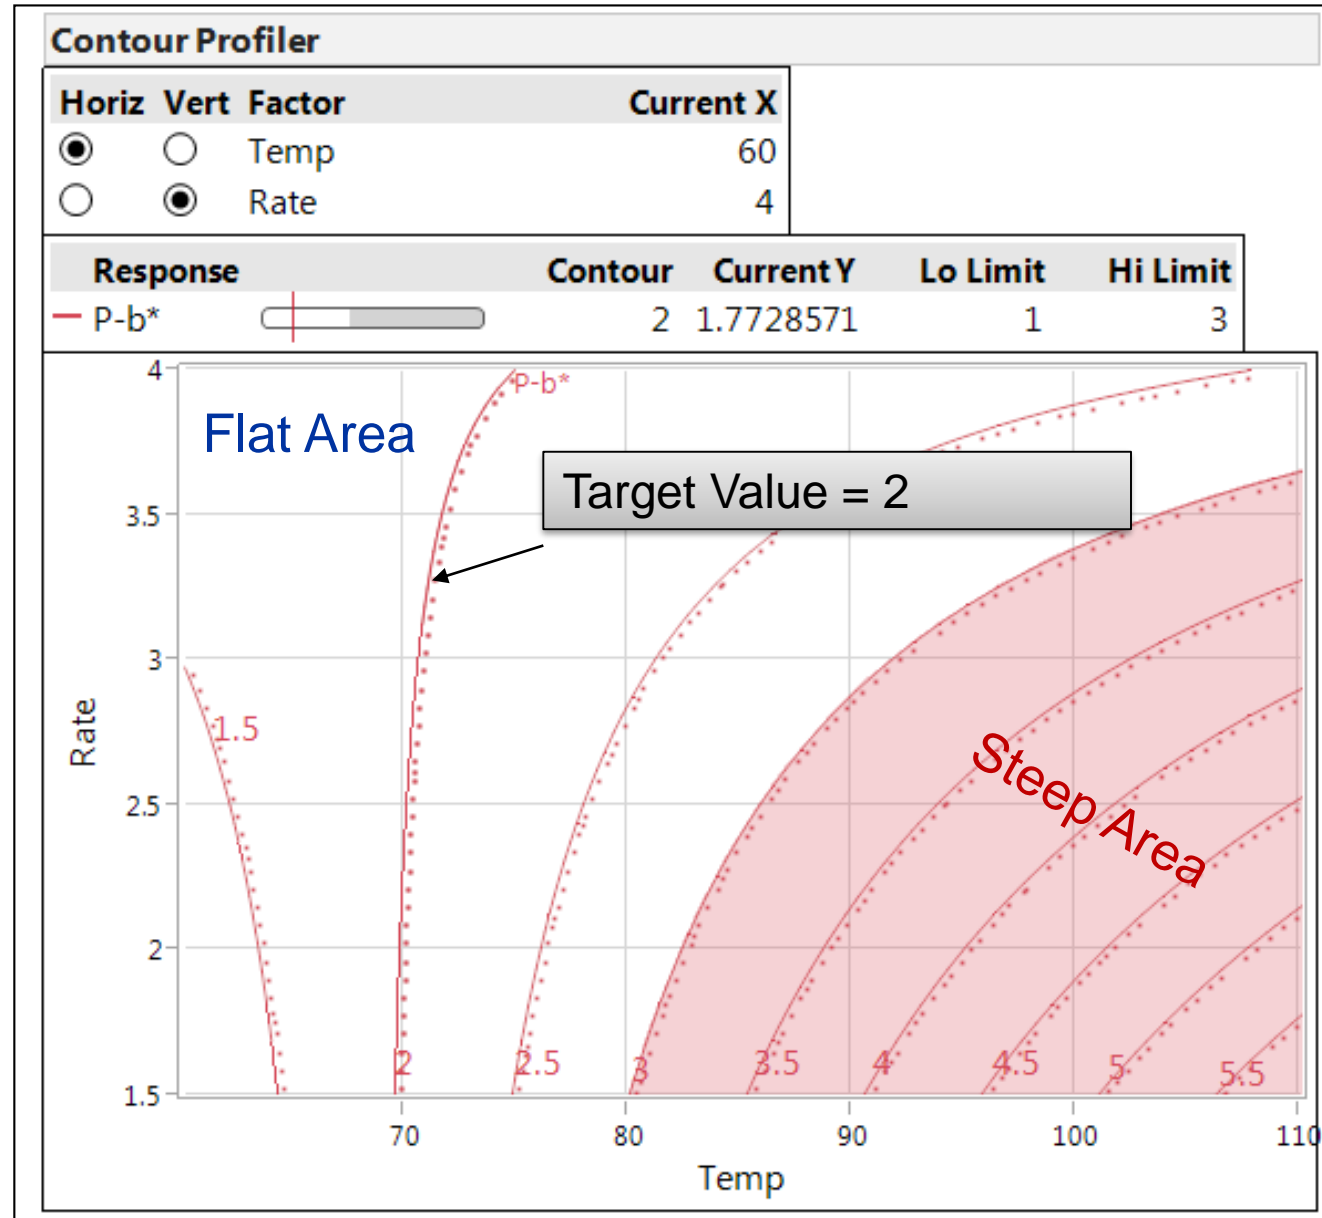 Contour Profiler
Horiz Vert Factor Current X
Temp 60
Rate 4
Response Contour Current Y Lo Limit Hi Limit
P-b* 2 1.7728571 1 3
4
P-b*
Flat Area
Target Value = 2
3.5
3
Rate
1.5
Steep Area
2.5
2
2 2.5 3 3.5 4 4.5 5 5.5
1.5
70 80 90 100 110
Temp